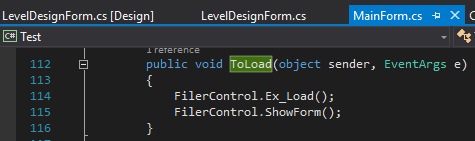 LevelDesignForm.cs [Design]
LevelDesignForm.cs
MainForm.cs
C# Test
1 reference
112 public void ToLoad(object sender, EventArgs e)
113 {
114 FilerControl.Ex_Load();
115 FilerControl.ShowForm();
116 }